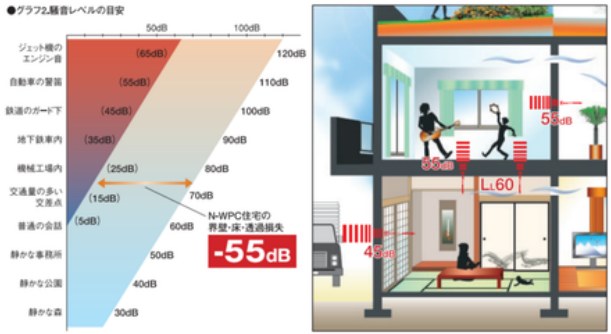 ●グラフ2.騒音レベルの目安
50dB 100dB
ジェット機の
エンジン音
(65dB) 120dB
自動車の警笛 (55dB) 110dB
鉄道のガード下 (45dB) 100dB
地下鉄車内 (35dB) 90dB
機械工場内 (25dB) 80dB
交通量の多い
交差点
(15dB) 70dB
普通の会話 (5dB) 60dB
静かな事務所 50dB
静かな公園 40dB
静かな森 30dB
N-WPC住宅の
界壁・床・透過損失
-55dB
55dB
55dB
LL60
45dB